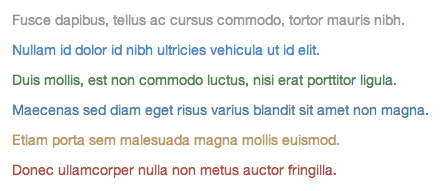 Fusce dapibus, tellus ac cursus commodo, tortor mauris nibh.
Nullam id dolor id nibh ultricies vehicula ut id elit.
Duis mollis, est non commodo luctus, nisi erat porttitor ligula.
Maecenas sed diam eget risus varius blandit sit amet non magna.
Etiam porta sem malesuada magna mollis euismod.
Donec ullamcorper nulla non metus auctor fringilla.